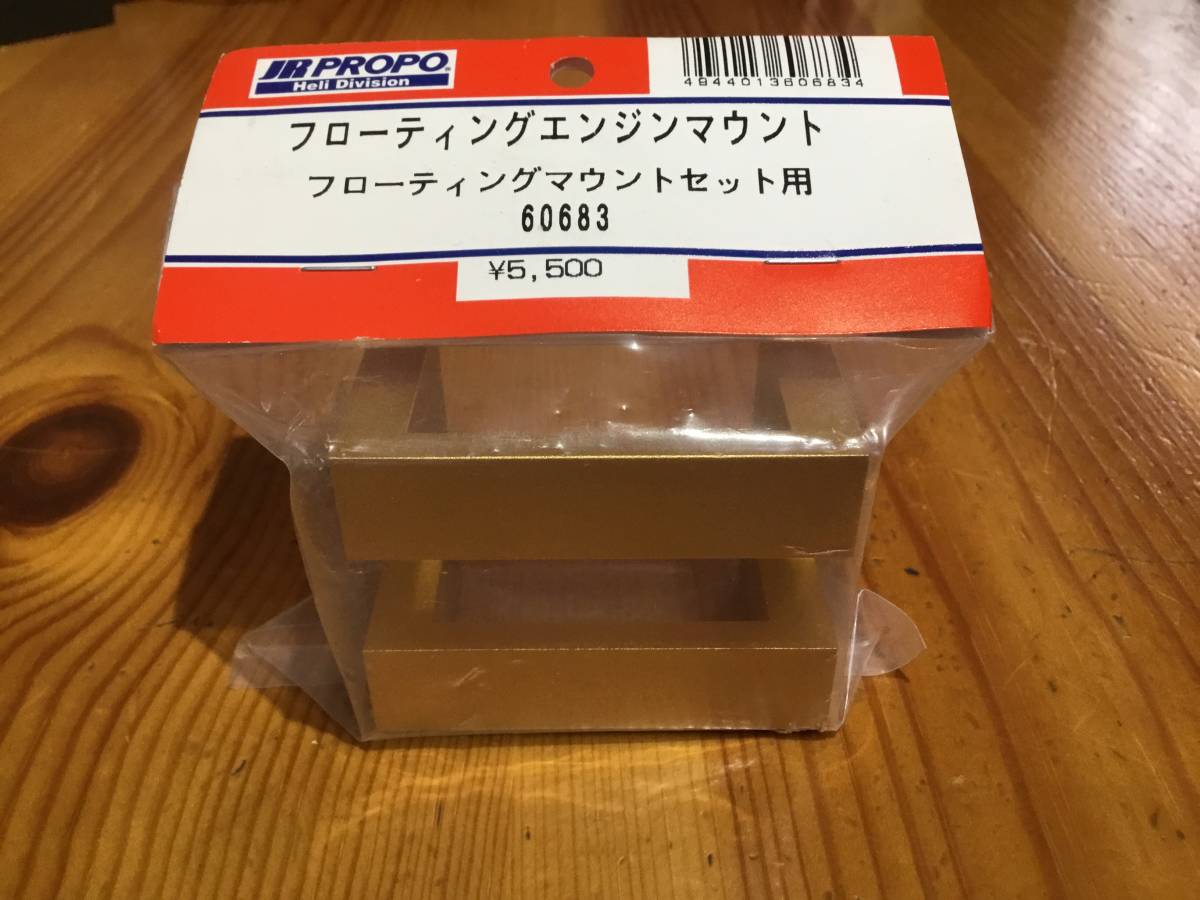 JR PROPO
Heli Division
4944013606834
フローティングエンジンマウント
フローティングマウントセット用
60683
¥5,500